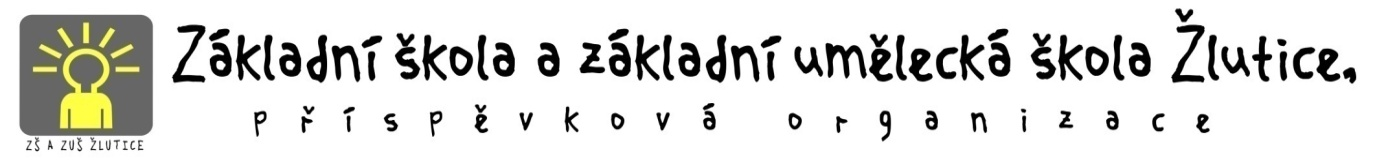 Základní škola a základní umělecká škola Žlutice,
příspěvková organizace
ZŠ A ZUŠ ŽLUTICE